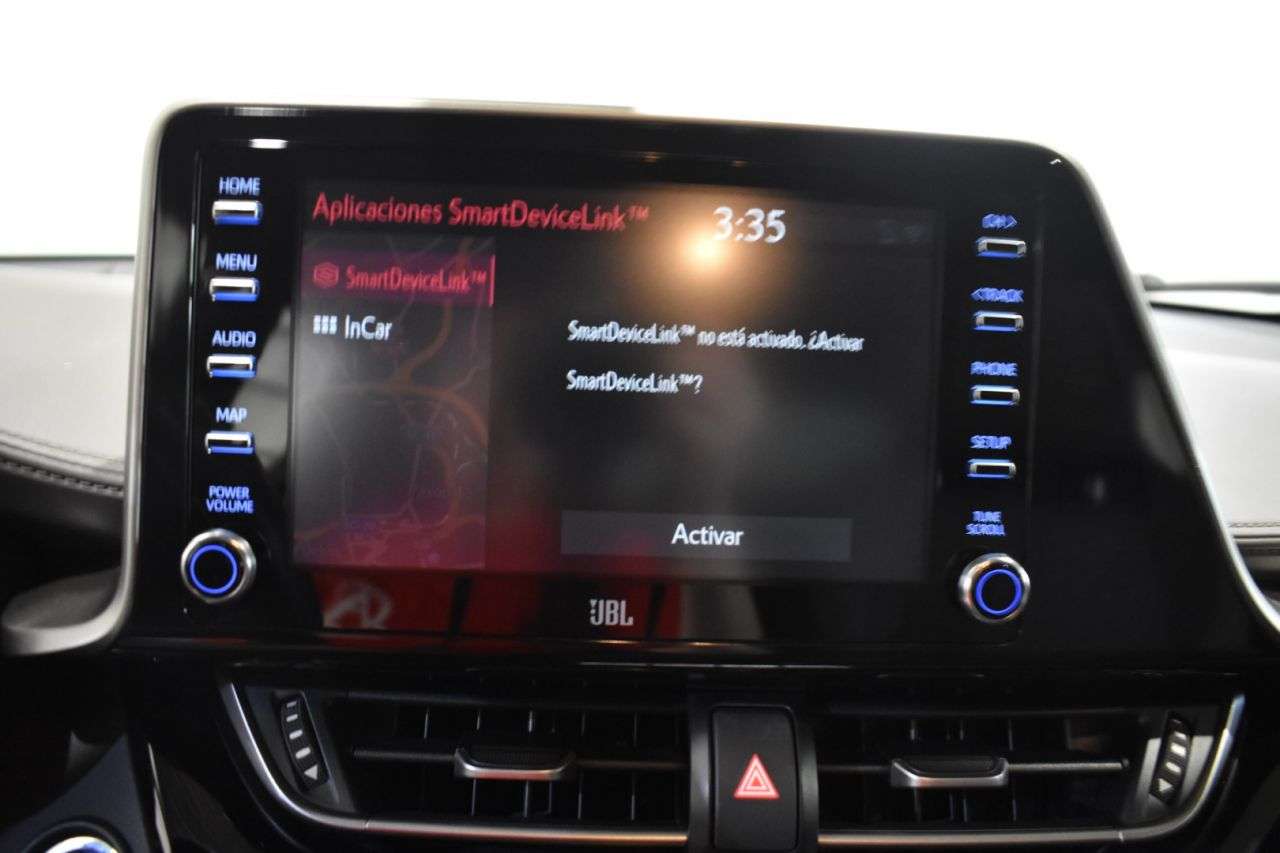 HOME
MENU
AUDIO
MAP
POWER
VOLUME
Aplicaciones SmartDeviceLink™
3:35
SmartDeviceLink™
InCar
SmartDeviceLink™ no está activado. ¿Activar
SmartDeviceLink™?
Activar
JBL
CH>
<TRACK
PHONE
SETUP
TUNE
SCROLL